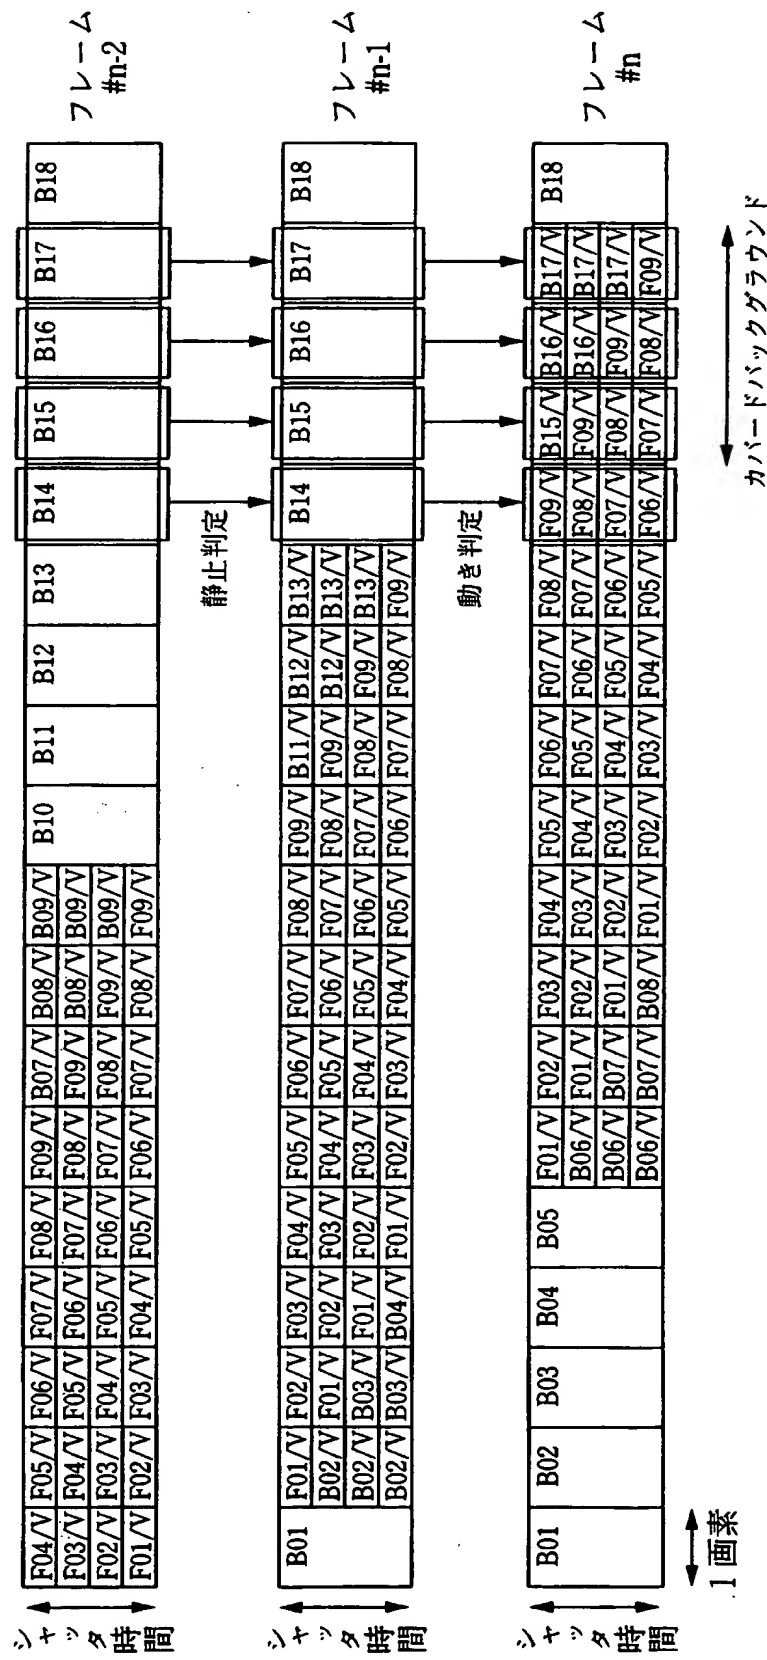 シャッタ時間
F04/V F05/V F06/V F07/V F08/V F09/V B07/V B08/V B09/V B10 B11 B12 B13 B14 B15 B16 B17 B18
F03/V F04/V F05/V F06/V F07/V F08/V F09/V B08/V B09/V
F02/V F03/V F04/V F05/V F06/V F07/V F08/V F09/V B09/V
F01/V F02/V F03/V F04/V F05/V F06/V F07/V F08/V F09/V
フレーム
#n-2
静止判定
シャッタ時間
B01 F01/V F02/V F03/V F04/V F05/V F06/V F07/V F08/V F09/V B11/V B12/V B13/V B14 B15 B16 B17 B18
B02/V F01/V F02/V F03/V F04/V F05/V F06/V F07/V F08/V F09/V B12/V B13/V
B02/V B03/V F01/V F02/V F03/V F04/V F05/V F06/V F07/V F08/V F09/V B13/V
B02/V B03/V B04/V F01/V F02/V F03/V F04/V F05/V F06/V F07/V F08/V F09/V
フレーム
#n-1
動き判定
シャッタ時間
B01 B02 B03 B04 B05 F01/V F02/V F03/V F04/V F05/V F06/V F07/V F08/V F09/V B15/V B16/V B17/V B18
B06/V F01/V F02/V F03/V F04/V F05/V F06/V F07/V F08/V F09/V B16/V B17/V
B06/V B07/V F01/V F02/V F03/V F04/V F05/V F06/V F07/V F08/V F09/V B17/V
B06/V B07/V B08/V F01/V F02/V F03/V F04/V F05/V F06/V F07/V F08/V F09/V
フレーム
#n
1画素
カバードバックグラウンド